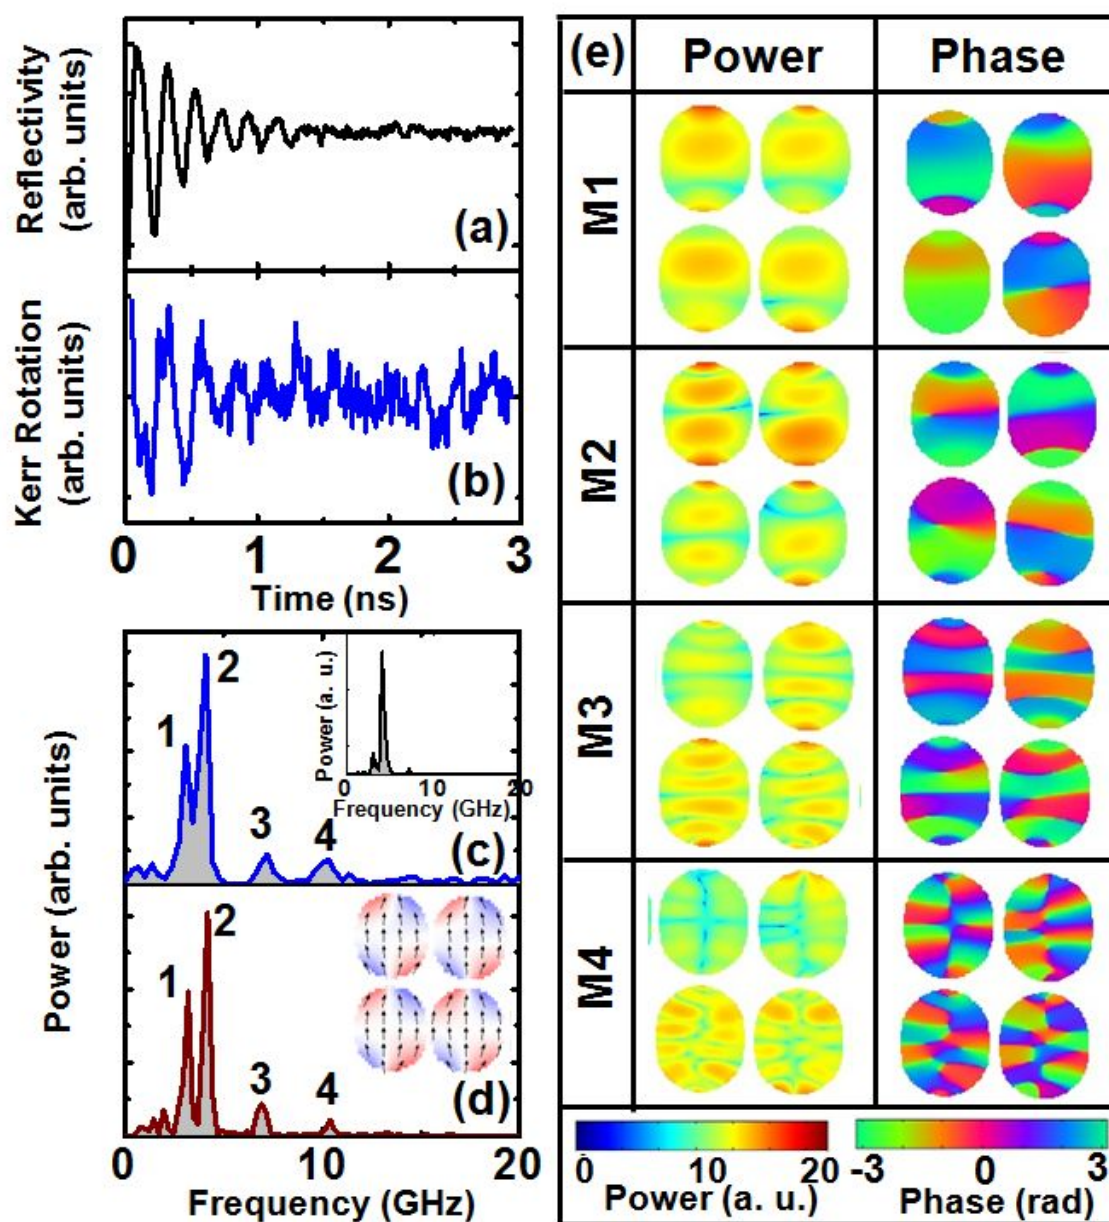 Reflectivity
(arb. units)
(a)
Kerr Rotation
(arb. units)
(b)
0 1 2 3
Time (ns)
Power (arb. units)
1
2
3
4
(c)
Power (a. u.)
0 10 20
Frequency (GHz)
1
2
3
4
(d)
0 10 20
Frequency (GHz)
(e) Power Phase
M1
M2
M3
M4
0 10 20
Power (a. u.)
-3 0 3
Phase (rad)